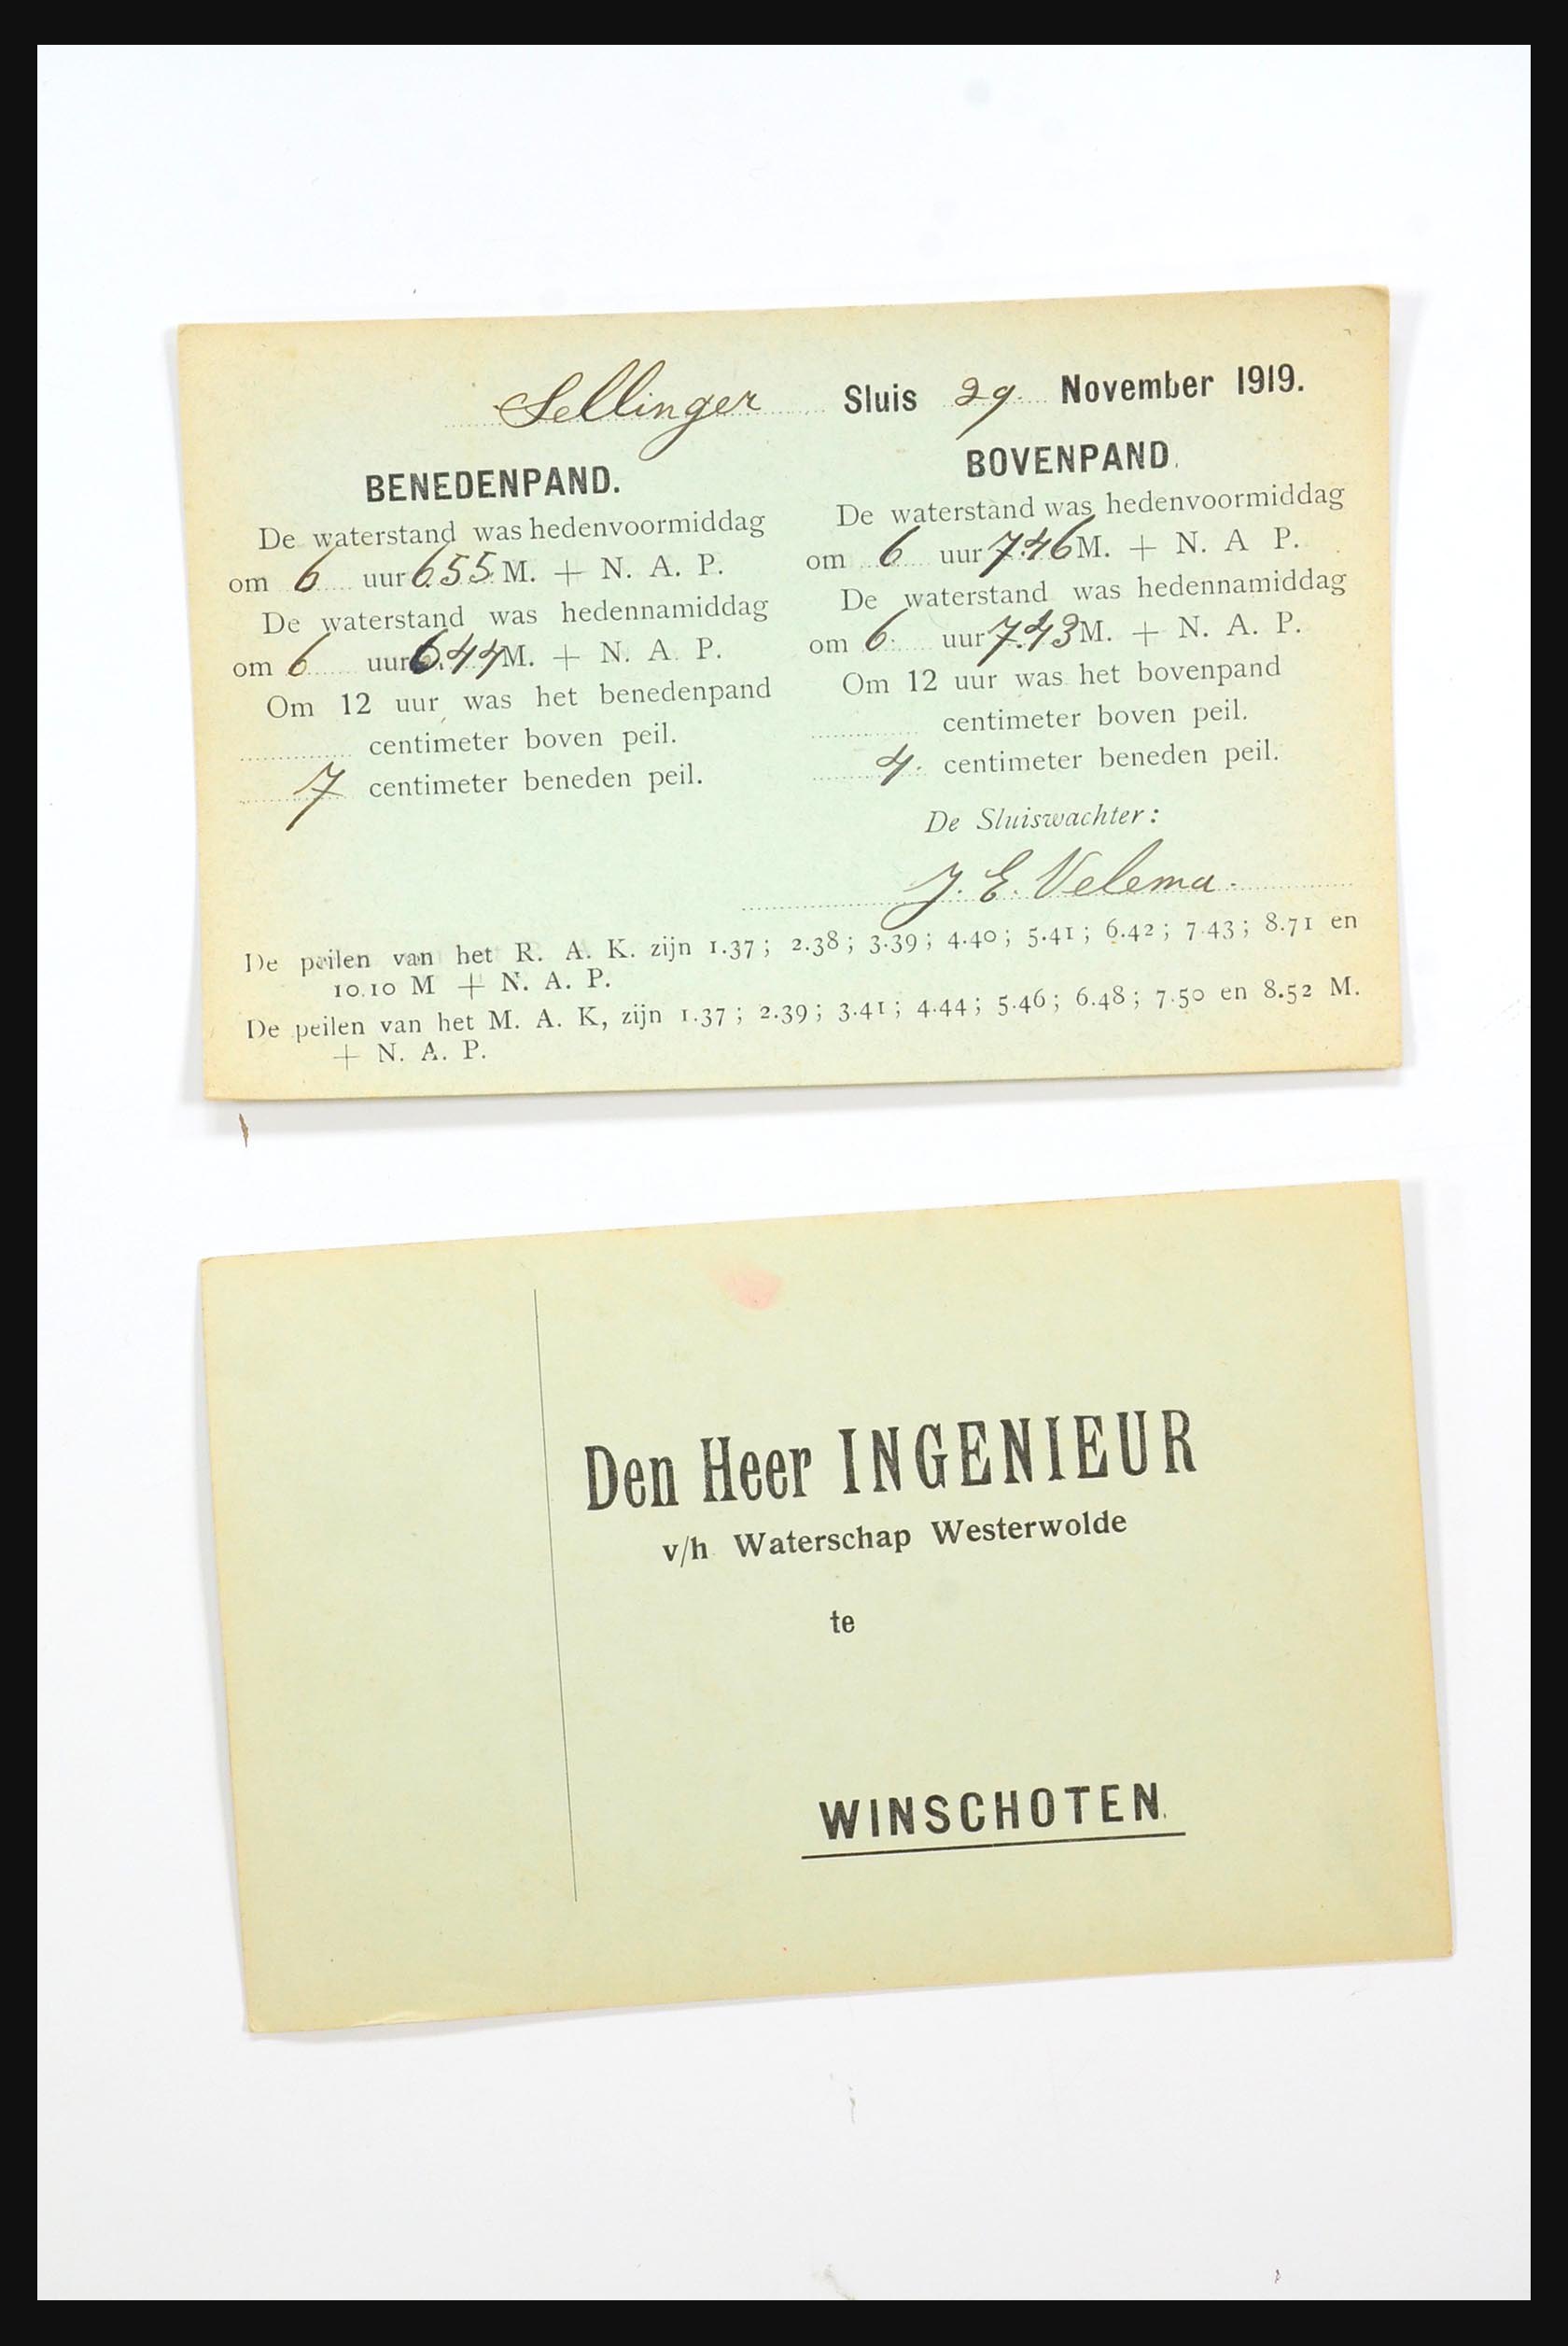 Sellinger Sluis 29 November 1919.
BENEDENPAND.
De waterstand was hedenvoormiddag
om 6 uur 6.55 M. + N. A. P.
De waterstand was hedennamiddag
om 6 uur 6.44 M. + N. A. P.
Om 12 uur was het benedenpand
centimeter boven peil.
7 centimeter beneden peil.
BOVENPAND.
De waterstand was hedenvoormiddag
om 6 uur 7.46 M. + N. A P.
De waterstand was hedennamiddag
om 6 uur 7.43 M. + N. A. P.
Om 12 uur was het bovenpand
centimeter boven peil.
4. centimeter beneden peil.
De Sluiswachter:
J. E. Velema.
De peilen van het R. A. K. zijn 1.37; 2.38; 3.39; 4.40; 5.41; 6.42; 7.43; 8.71 en
10.10 M + N. A. P.
De peilen van het M. A. K, zijn 1.37; 2.39; 3.41; 4.44; 5.46; 6.48; 7.50 en 8.52 M.
+ N. A. P.
Den Heer INGENIEUR
v/h Waterschap Westerwolde
te
WINSCHOTEN.